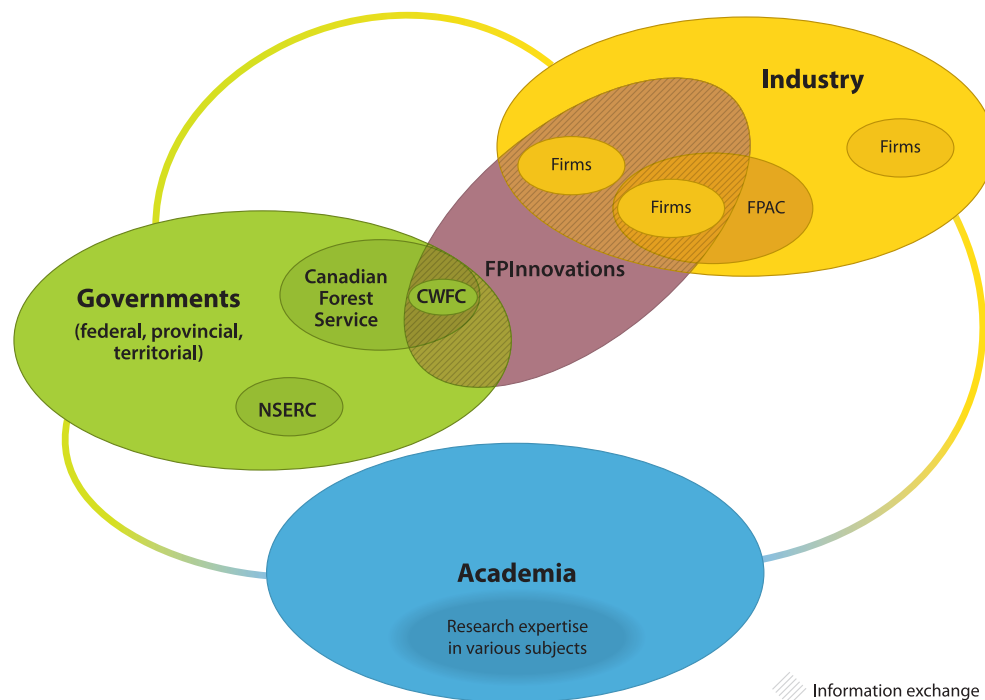 Industry
Firms
Firms
Firms
FPAC
FPInnovations
Governments
(federal, provincial,
territorial)
Canadian
Forest
Service
CWFC
NSERC
Academia
Research expertise
in various subjects
Information exchange